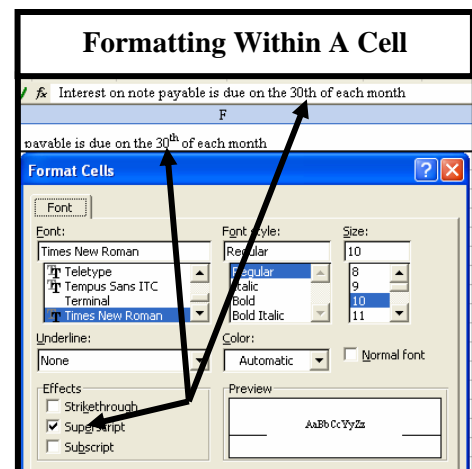 Formatting Within A Cell
fx Interest on note payable is due on the 30th of each month
F
payable is due on the 30th of each month
Format Cells
Font
Font: Font style: Size:
Times New Roman Regular 10
Teletype Regular 8
Tempus Sans ITC Italic 9
Terminal Bold 10
Times New Roman Bold Italic 11
Underline: Color:
None Automatic Normal font
Effects Preview
Strikethrough
Superscript AaBbCcYyZz
Subscript